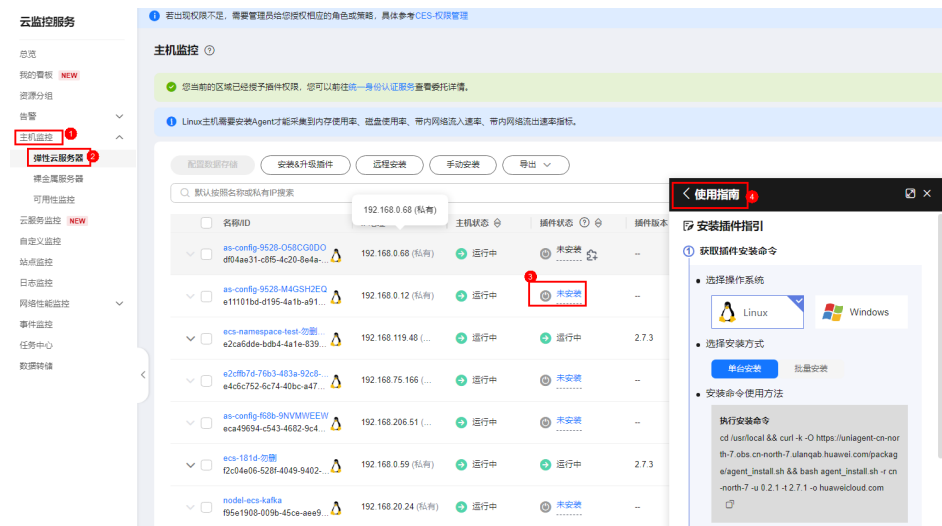 云监控服务
总览
我的看板 NEW
资源分组
告警
主机监控 1
弹性云服务器 2
裸金属服务器
可用性监控
云服务监控 NEW
自定义监控
站点监控
日志监控
网络性能监控
事件监控
任务中心
数据转储
若出现权限不足，需要管理员给您授权相应的角色或策略，具体参考CES-权限管理
主机监控
您当前的区域已经授予插件权限，您可以前往统一身份认证服务查看委托详情。
Linux主机需要安装Agent才能采集到内存使用率、磁盘使用率、带内网络流入速率、带内网络流出速率指标。
配置数据存储 安装&升级插件 远程安装 手动安装 导出
默认按照名称或私有IP搜索
192.168.0.68 (私有)
名称/ID 主机状态 插件状态 插件版本
as-config-9528-O58CG0DO
df04ae31-c8f5-4c20-8e4a-... 192.168.0.68 (私有) 运行中 未安装 --
3
as-config-9528-M4GSH2EQ
e11101bd-d195-4a1b-a91... 192.168.0.12 (私有) 运行中 未安装 --
ecs-namespace-test-勿删...
e2ca6dde-bdb4-4a1e-839... 192.168.119.48 (... 运行中 运行中 2.7.3
e2cffb7d-76b3-483a-92c8-...
e4c6c752-6c74-40bc-a47... 192.168.75.166 (... 运行中 未安装 --
as-config-f68b-9NVMWEEW
eca49694-c543-4682-9c4... 192.168.206.51 (... 运行中 未安装 --
ecs-181d-勿删
f2c04e06-528f-4049-9402-... 192.168.0.59 (私有) 运行中 运行中 2.7.3
nodel-ecs-kafka
f95e1908-009b-45ce-aee9... 192.168.20.24 (私有) 运行中 未安装 --
使用指南 4
安装插件指引
1 获取插件安装命令
选择操作系统
Linux Windows
选择安装方式
单台安装 批量安装
安装命令使用方法
执行安装命令
cd /usr/local && curl -k -O https://uniagent-cn-nor
th-7.obs.cn-north-7.ulanqab.huawei.com/packag
e/agent_install.sh && bash agent_install.sh -r cn
-north-7 -u 0.2.1 -t 2.7.1 -o huaweicloud.com